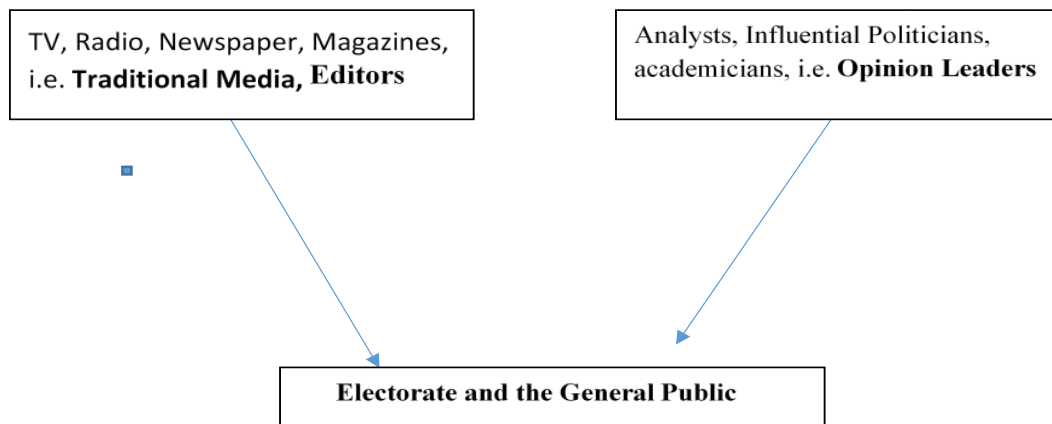 TV, Radio, Newspaper, Magazines,
i.e. Traditional Media, Editors
Analysts, Influential Politicians,
academicians, i.e. Opinion Leaders
Electorate and the General Public